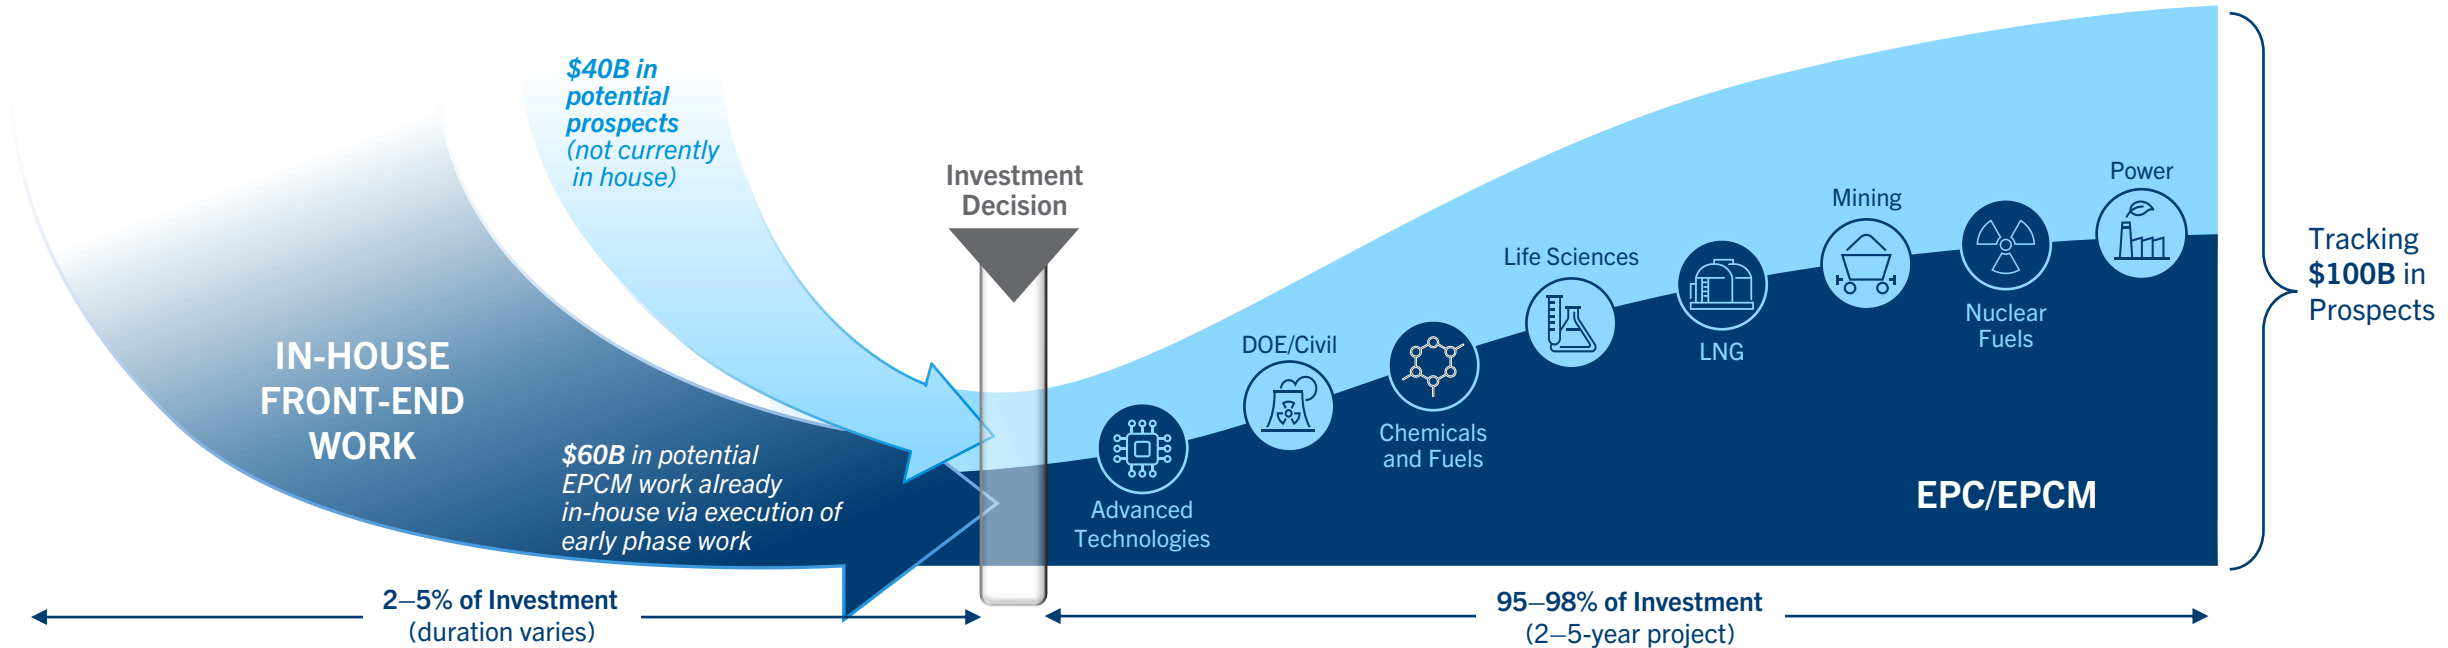 $40B in
potential
prospects
(not currently
in house)
IN-HOUSE
FRONT-END
WORK
$60B in potential
EPCM work already
in-house via execution of
early phase work
2–5% of Investment
(duration varies)
Investment
Decision
Advanced
Technologies
DOE/Civil
Chemicals
and Fuels
Life Sciences
LNG
Mining
Nuclear
Fuels
Power
EPC/EPCM
95–98% of Investment
(2–5-year project)
Tracking
$100B in
Prospects